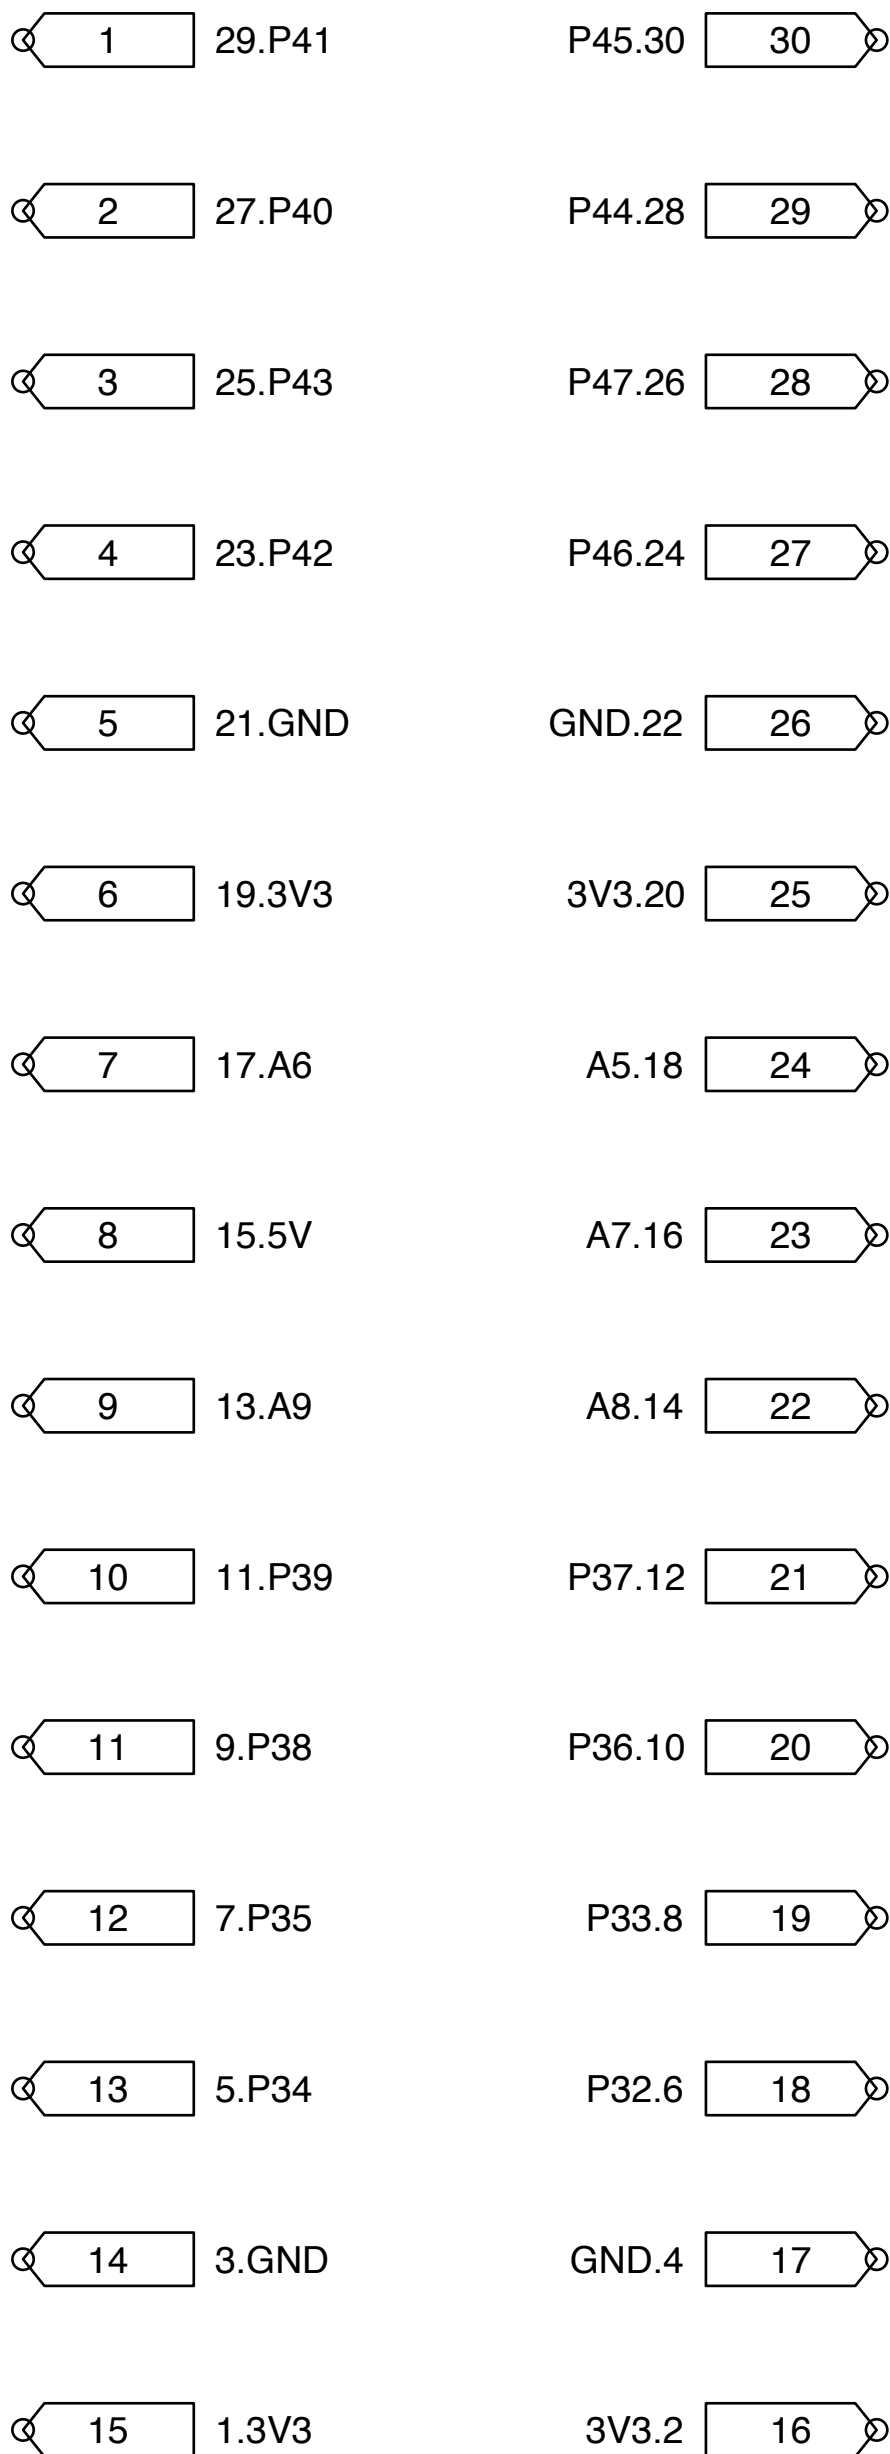 1 29.P41 P45.30 30
2 27.P40 P44.28 29
3 25.P43 P47.26 28
4 23.P42 P46.24 27
5 21.GND GND.22 26
6 19.3V3 3V3.20 25
7 17.A6 A5.18 24
8 15.5V A7.16 23
9 13.A9 A8.14 22
10 11.P39 P37.12 21
11 9.P38 P36.10 20
12 7.P35 P33.8 19
13 5.P34 P32.6 18
14 3.GND GND.4 17
15 1.3V3 3V3.2 16